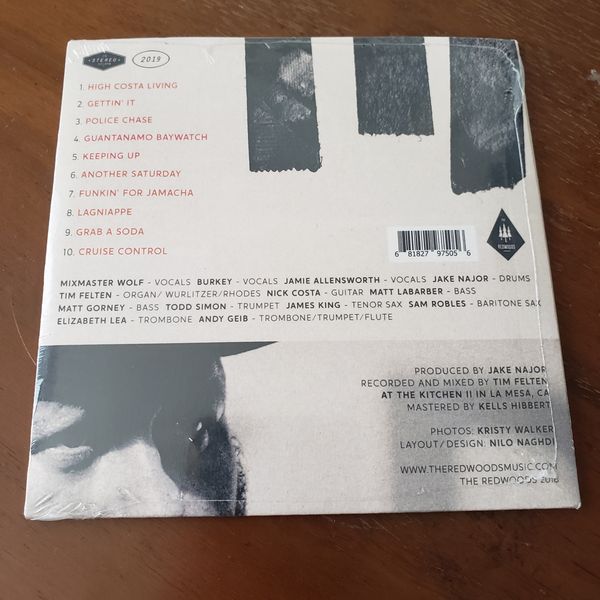 STEREO
2019
1. HIGH COSTA LIVING
2. GETTIN' IT
3. POLICE CHASE
4. GUANTANAMO BAYWATCH
5. KEEPING UP
6. ANOTHER SATURDAY
7. FUNKIN' FOR JAMACHA
8. LAGNIAPPE
9. GRAB A SODA
10. CRUISE CONTROL
6 81827 97505 6
THE
REDWOODS
MIXMASTER WOLF - VOCALS BURKEY - VOCALS JAMIE ALLENSWORTH - VOCALS JAKE NAJOR - DRUMS
TIM FELTEN - ORGAN/ WURLITZER/RHODES NICK COSTA - GUITAR MATT LABARBER - BASS
MATT GORNEY - BASS TODD SIMON - TRUMPET JAMES KING - TENOR SAX SAM ROBLES - BARITONE SAX
ELIZABETH LEA - TROMBONE ANDY GEIB - TROMBONE/TRUMPET/FLUTE
PRODUCED BY JAKE NAJOR
RECORDED AND MIXED BY TIM FELTEN
AT THE KITCHEN II IN LA MESA, CA
MASTERED BY KELLS HIBBERT
PHOTOS: KRISTY WALKER
LAYOUT/DESIGN: NILO NAGHDI
WWW.THEREDWOODSMUSIC.COM
THE REDWOODS 2018